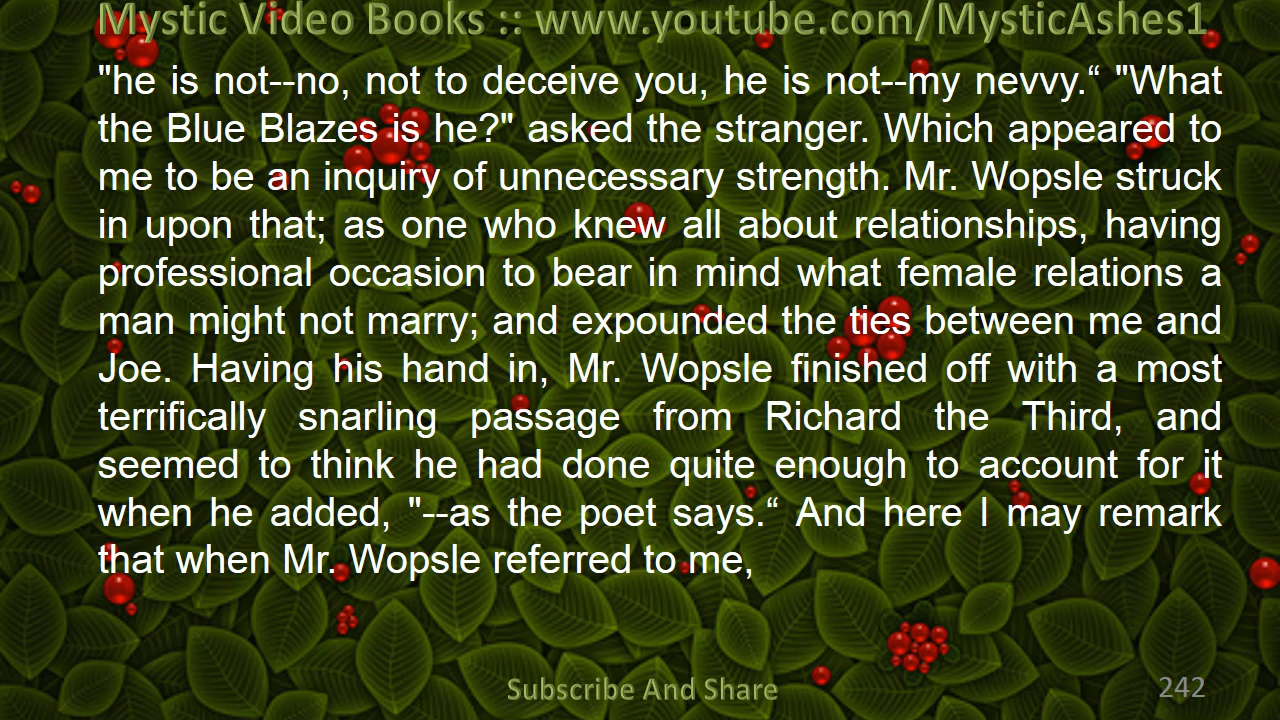 Mystic Video Books :: www.youtube.com/MysticAshes1
"he is not--no, not to deceive you, he is not--my nevvy.“ "What
the Blue Blazes is he?" asked the stranger. Which appeared to
me to be an inquiry of unnecessary strength. Mr. Wopsle struck
in upon that; as one who knew all about relationships, having
professional occasion to bear in mind what female relations a
man might not marry; and expounded the ties between me and
Joe. Having his hand in, Mr. Wopsle finished off with a most
terrifically snarling passage from Richard the Third, and
seemed to think he had done quite enough to account for it
when he added, "--as the poet says.“ And here I may remark
that when Mr. Wopsle referred to me,
Subscribe And Share
242